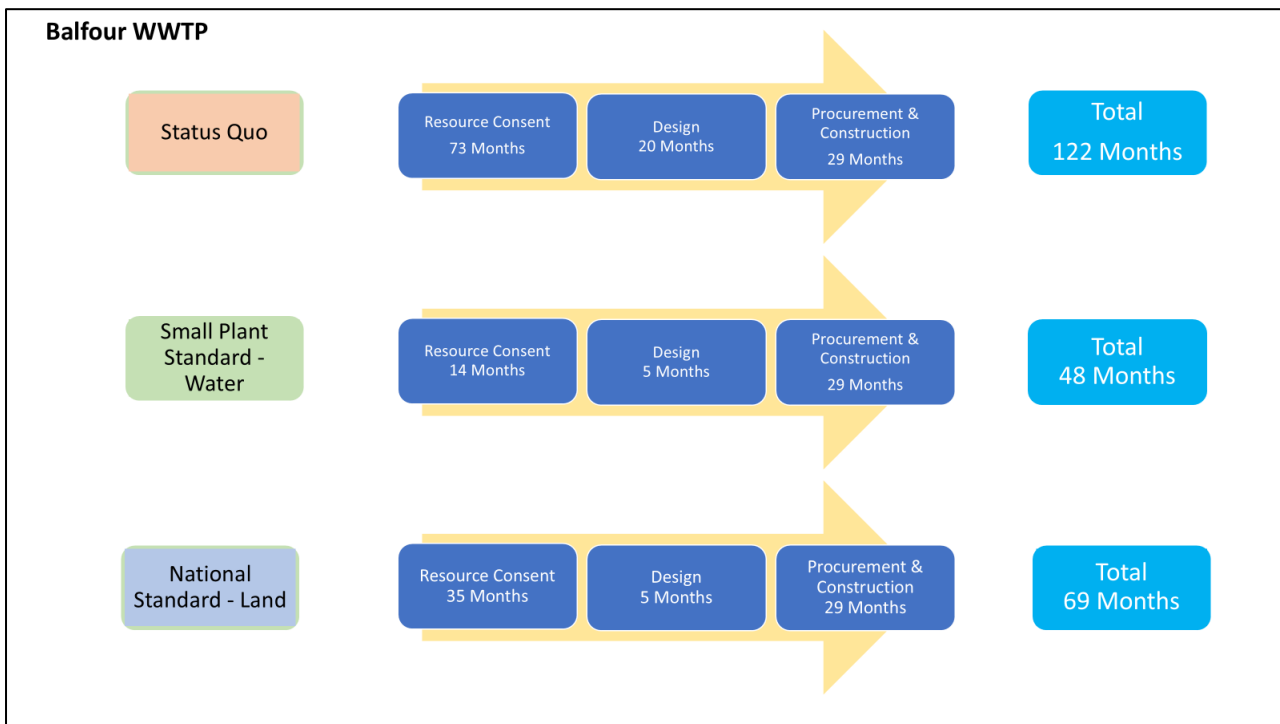 Balfour WWTP
Status Quo
Resource Consent
73 Months
Design
20 Months
Procurement &
Construction
29 Months
Total
122 Months
Small Plant
Standard -
Water
Resource Consent
14 Months
Design
5 Months
Procurement &
Construction
29 Months
Total
48 Months
National
Standard - Land
Resource Consent
35 Months
Design
5 Months
Procurement &
Construction
29 Months
Total
69 Months